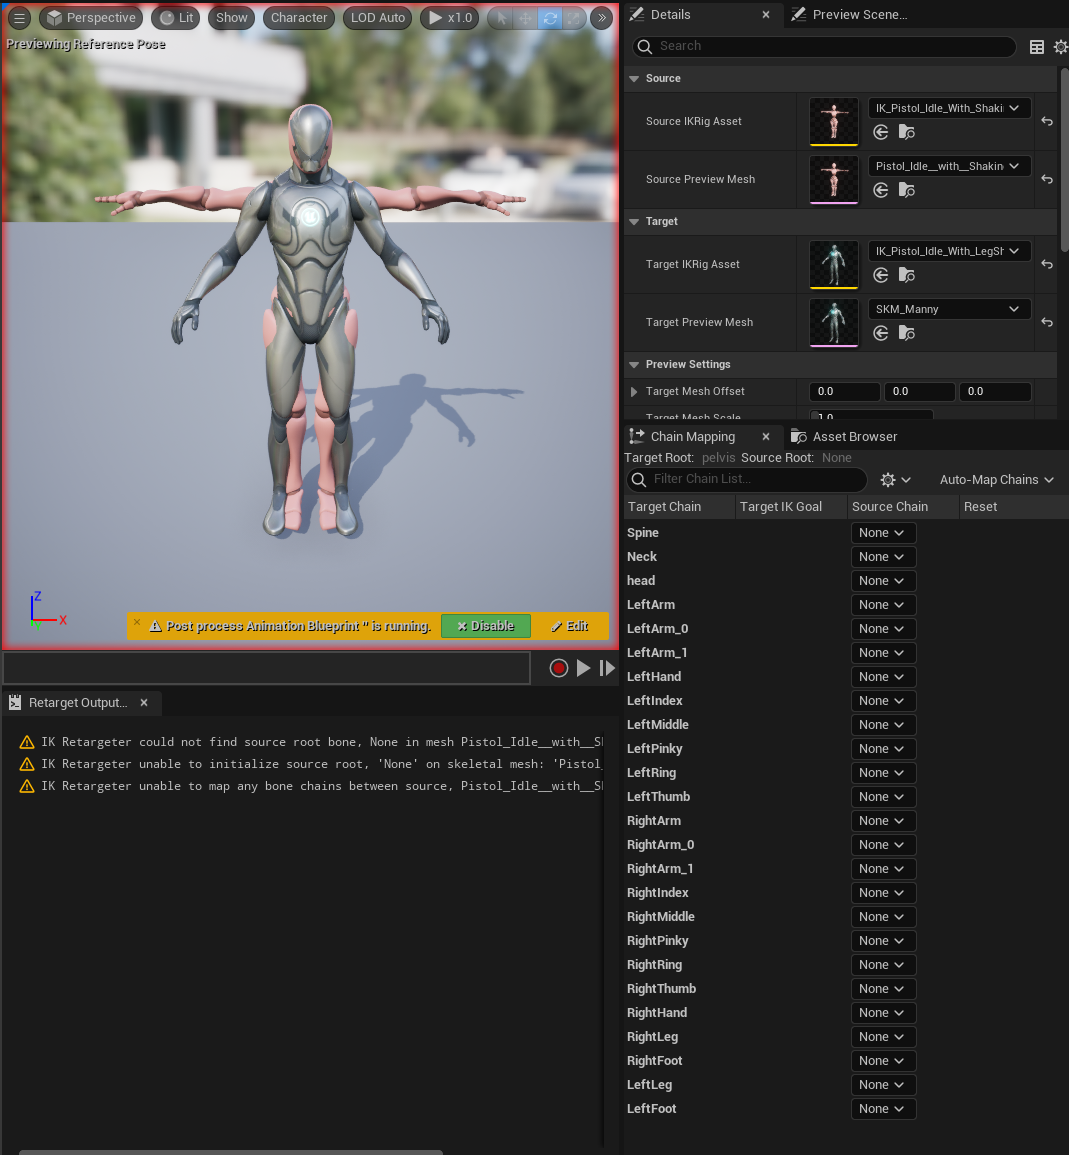 Perspective Lit Show Character LOD Auto x1.0
Previewing Reference Pose
Z
X
Post process Animation Blueprint '' is running. Disable Edit
Retarget Output...
IK Retargeter could not find source root bone, None in mesh Pistol_Idle__with__S
IK Retargeter unable to initialize source root, 'None' on skeletal mesh: 'Pistol_
IK Retargeter unable to map any bone chains between source, Pistol_Idle__with__S
Details Preview Scene...
Search
Source
Source IKRig Asset IK_Pistol_Idle_With_Shaki
Source Preview Mesh Pistol_Idle__with__Shakin
Target
Target IKRig Asset IK_Pistol_Idle_With_LegSh
Target Preview Mesh SKM_Manny
Preview Settings
Target Mesh Offset 0.0 0.0 0.0
Target Mesh Scale 1.0
Chain Mapping Asset Browser
Target Root: pelvis Source Root: None
Filter Chain List... Auto-Map Chains
Target Chain Target IK Goal Source Chain Reset
Spine None
Neck None
head None
LeftArm None
LeftArm_0 None
LeftArm_1 None
LeftHand None
LeftIndex None
LeftMiddle None
LeftPinky None
LeftRing None
LeftThumb None
RightArm None
RightArm_0 None
RightArm_1 None
RightIndex None
RightMiddle None
RightPinky None
RightRing None
RightThumb None
RightHand None
RightLeg None
RightFoot None
LeftLeg None
LeftFoot None